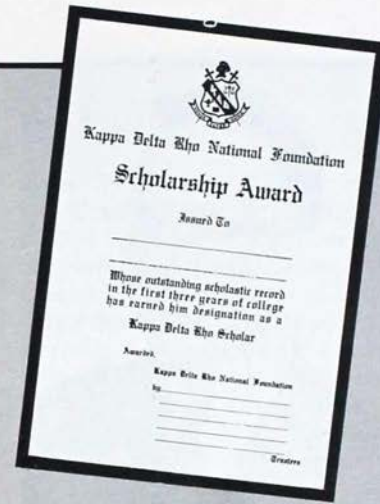 Kappa Delta Rho National Foundation
Scholarship Award
Issued To
Whose outstanding scholastic record
in the first three years of college
has earned him designation as a
Kappa Delta Rho Scholar
Awarded,
Kappa Delta Rho National Foundation
by
Trustees